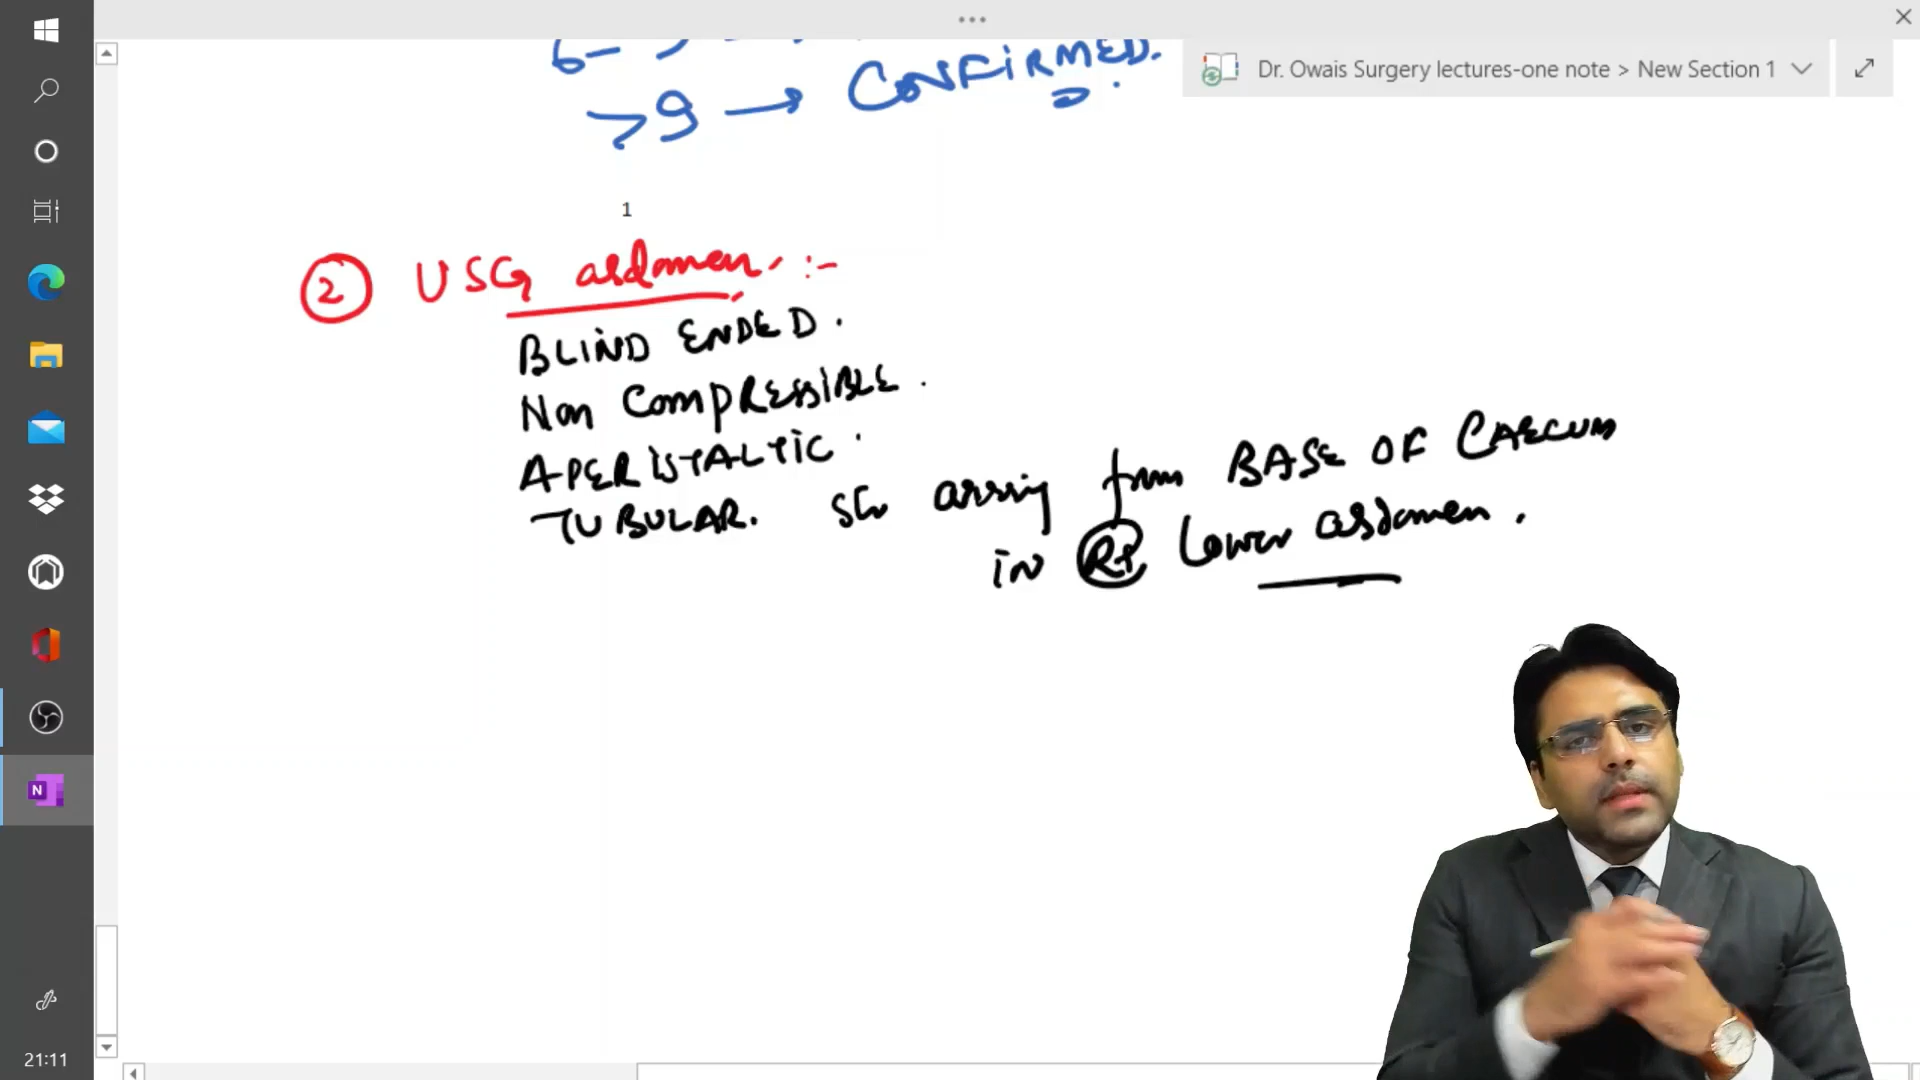 Dr. Owais Surgery lectures-one note > New Section 1
>9 → CONFIRMED.
1
2 USG abdomen :-
BLIND ENDED.
NON COMPRESSIBLE.
APERISTALTIC.
TUBULAR. arising from BASE OF CAECUM
in Rt Lower abdomen.
N
21:11